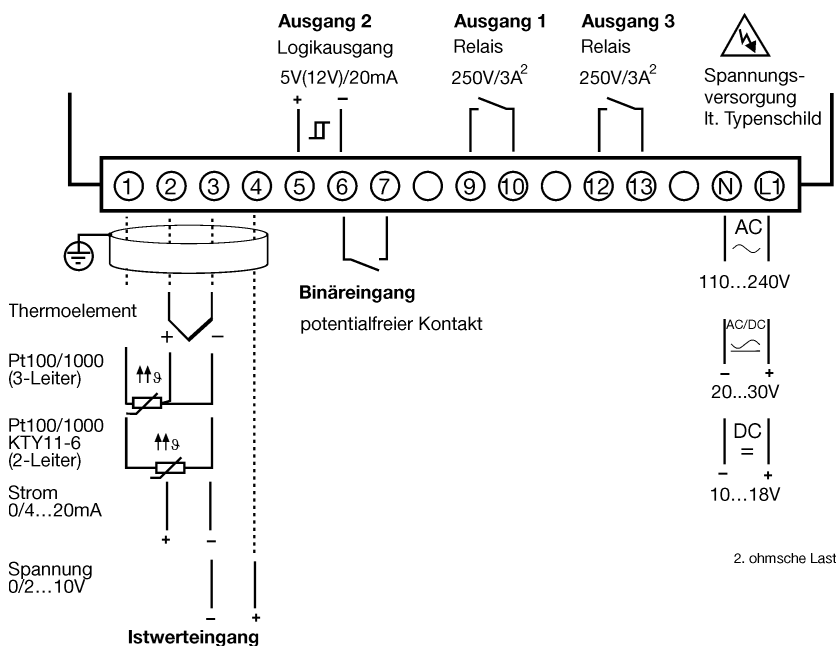 Ausgang 2
Logikausgang
5V(12V)/20mA
+ –
Ausgang 1
Relais
250V/3A²
Ausgang 3
Relais
250V/3A²
Spannungs-
versorgung
lt. Typenschild
1 2 3 4 5 6 7 9 10 12 13 N L1
Thermoelement
+ –
Pt100/1000
(3-Leiter)
ϑ
Pt100/1000
KTY11-6
(2-Leiter)
ϑ
Strom
0/4...20mA
+ –
Spannung
0/2...10V
– +
Istwerteingang
Binäreingang
potentialfreier Kontakt
AC
110...240V
AC/DC
– +
20...30V
DC
=
– +
10...18V
2. ohmsche Last